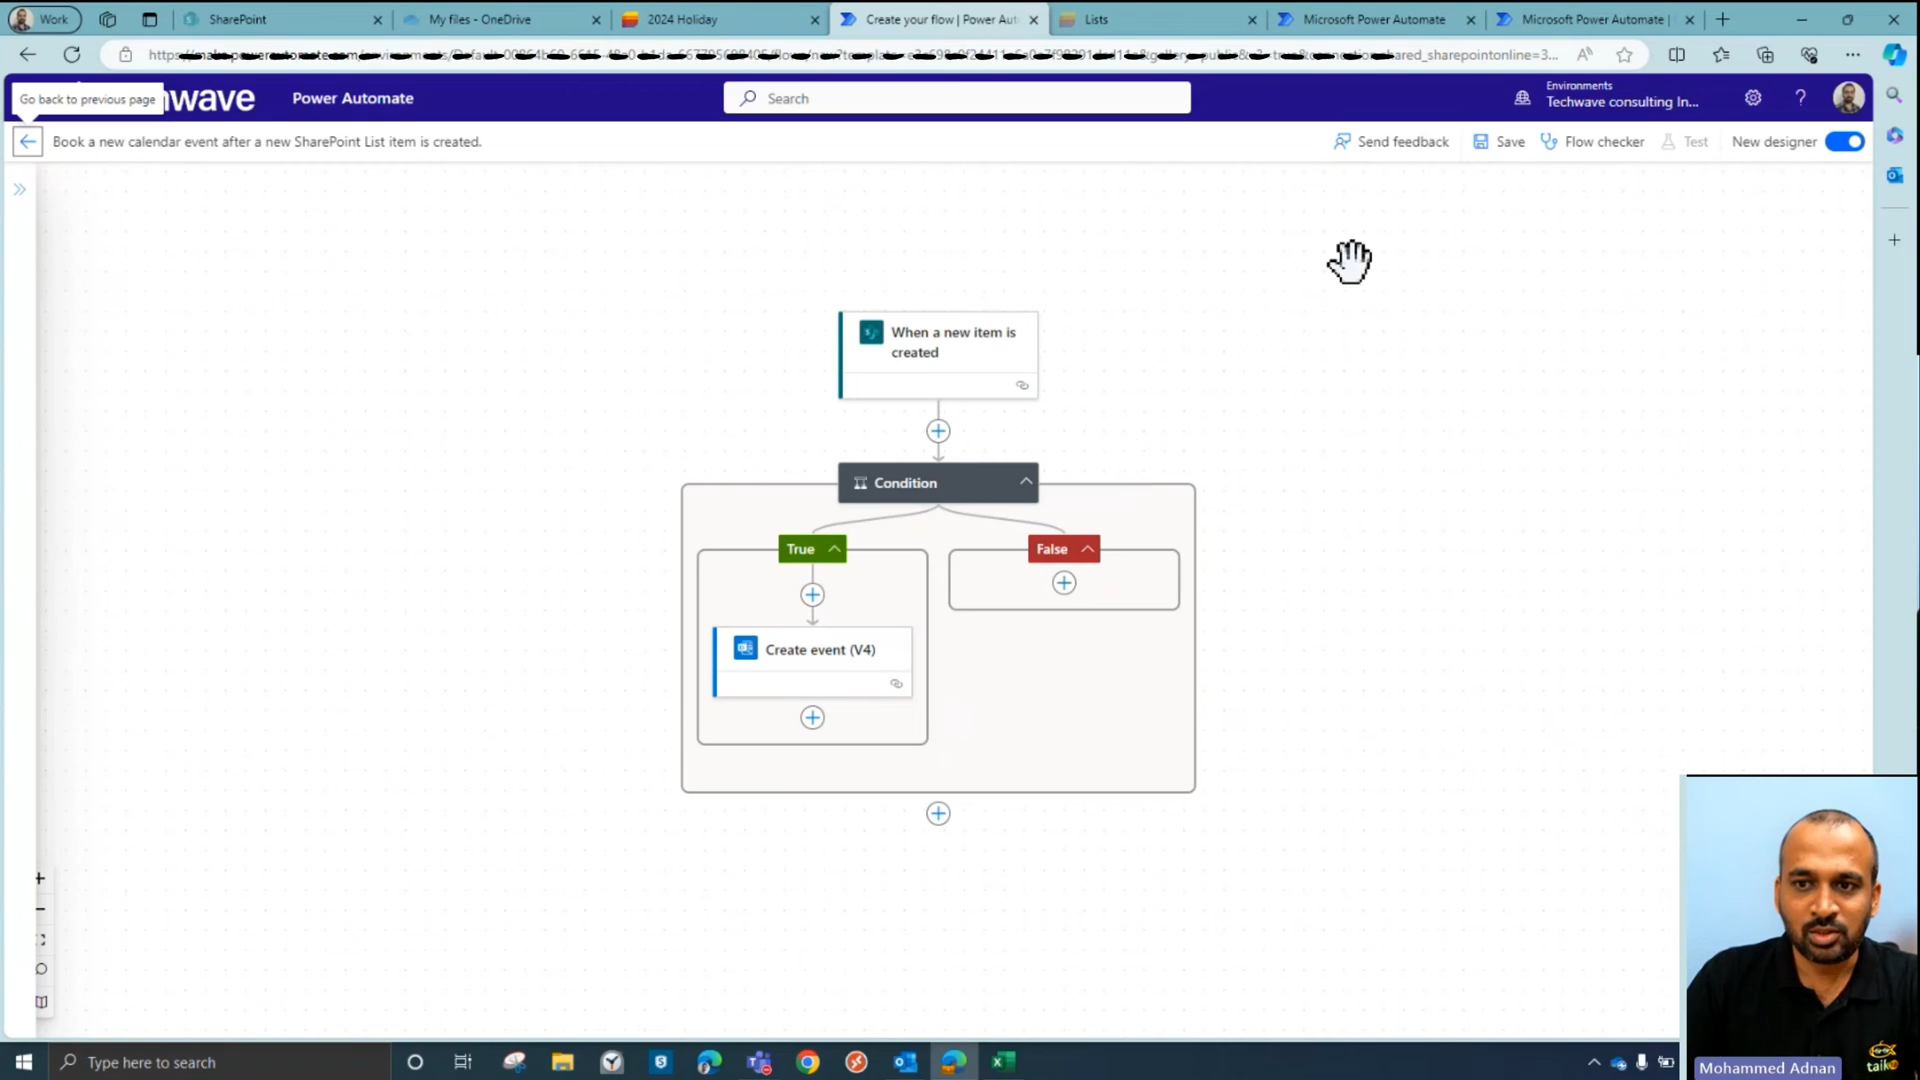 Work
SharePoint
My files - OneDrive
2024 Holiday
Create your flow | Power Aut
Lists
Microsoft Power Automate
Microsoft Power Automate |
Go back to previous page
wave
Power Automate
Search
Environments
Techwave consulting In...
Book a new calendar event after a new SharePoint List item is created.
Send feedback
Save
Flow checker
Test
New designer
When a new item is
created
Condition
True
False
Create event (V4)
Type here to search
Mohammed Adnan
talk